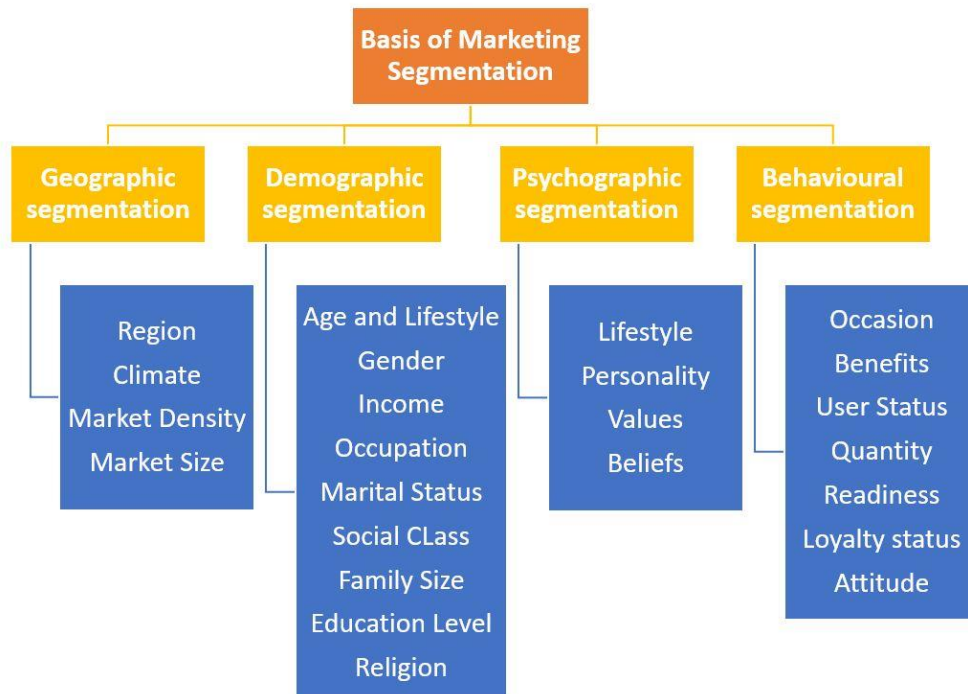 Basis of Marketing
Segmentation
Geographic
segmentation
Region
Climate
Market Density
Market Size
Demographic
segmentation
Age and Lifestyle
Gender
Income
Occupation
Marital Status
Social CLass
Family Size
Education Level
Religion
Psychographic
segmentation
Lifestyle
Personality
Values
Beliefs
Behavioural
segmentation
Occasion
Benefits
User Status
Quantity
Readiness
Loyalty status
Attitude